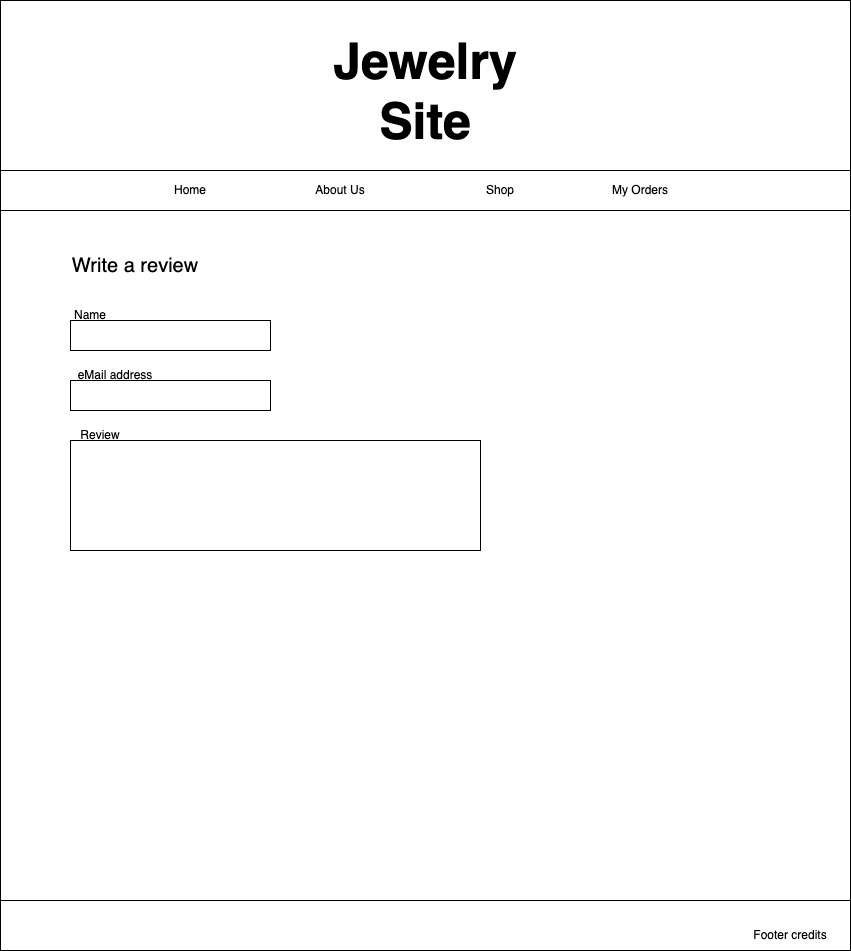 Jewelry
Site
Home About Us Shop My Orders
Write a review
Name
eMail address
Review
Footer credits